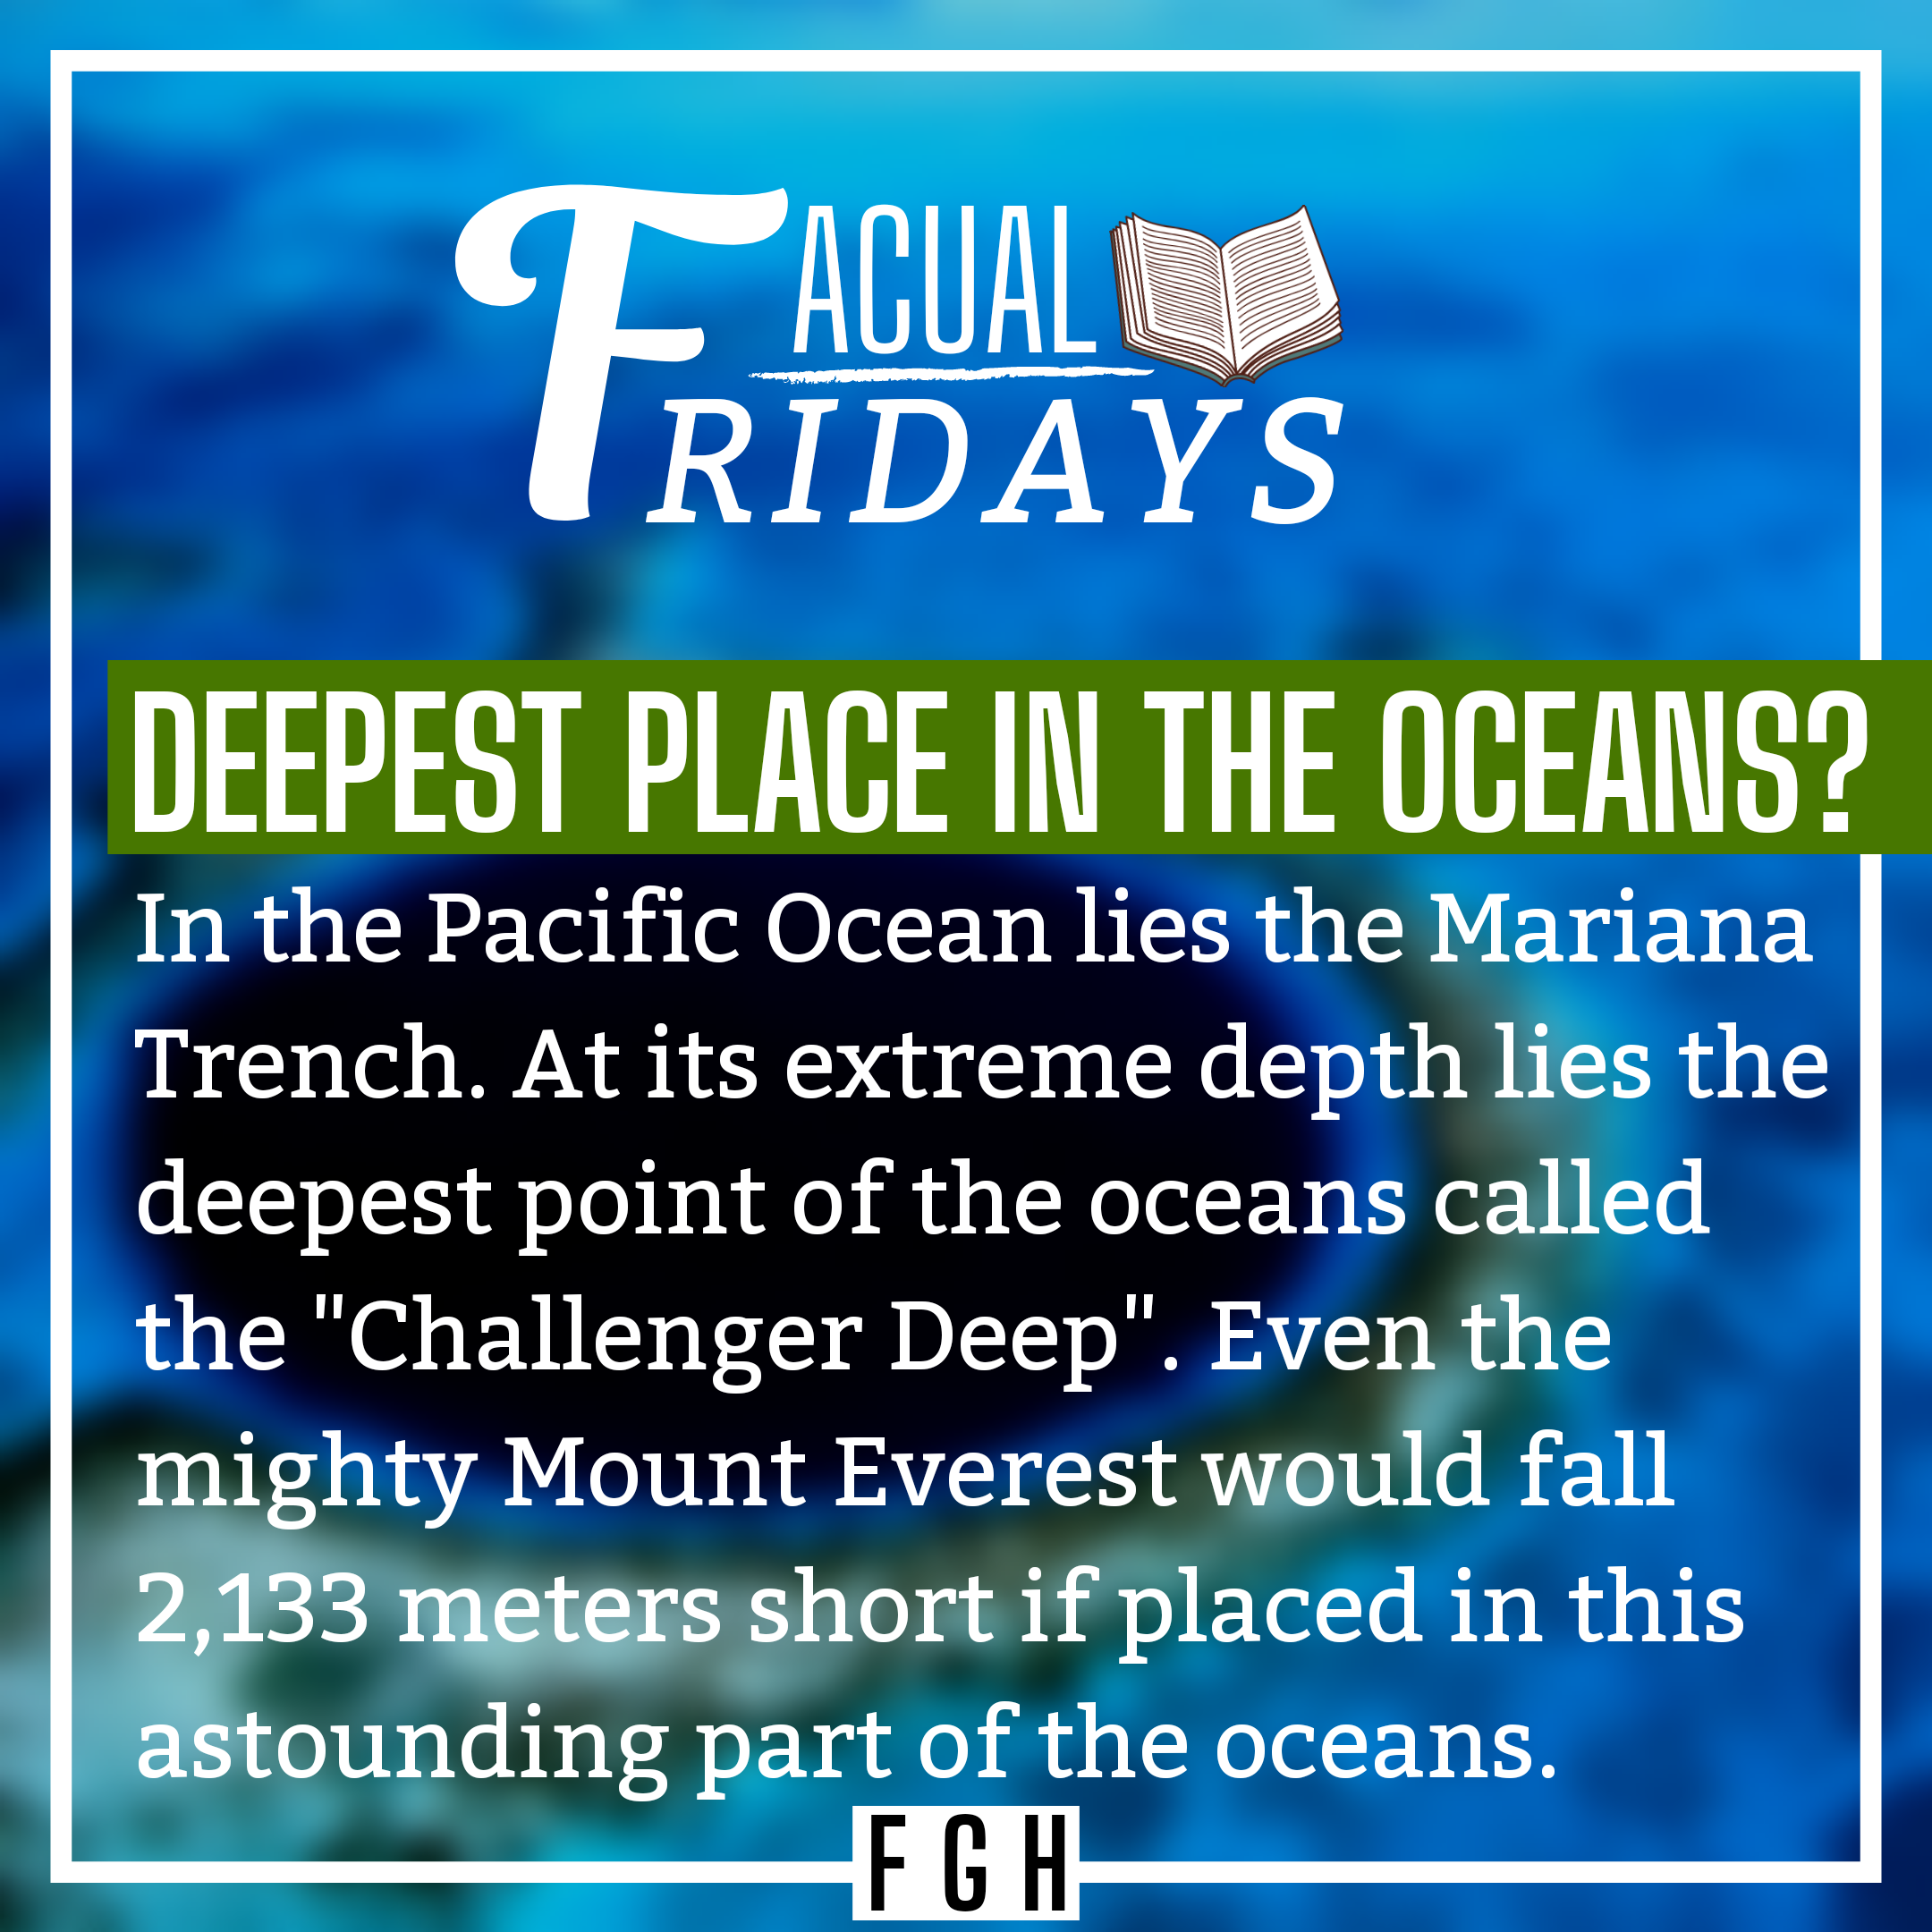 FACUAL
FRIDAYS
DEEPEST PLACE IN THE OCEANS?
In the Pacific Ocean lies the Mariana
Trench. At its extreme depth lies the
deepest point of the oceans called
the "Challenger Deep". Even the
mighty Mount Everest would fall
2,133 meters short if placed in this
astounding part of the oceans.
F G H